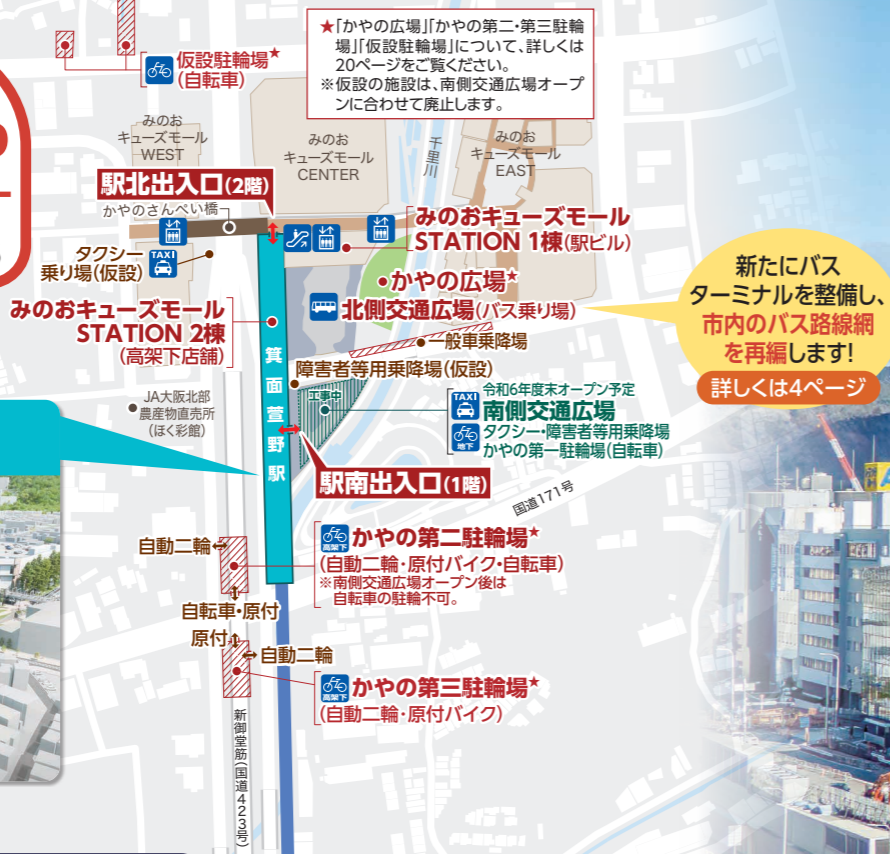 ★「かやの広場」「かやの第二・第三駐輪
場」「仮設駐輪場」について、詳しくは
20ページをご覧ください。
※仮設の施設は、南側交通広場オープ
ンに合わせて廃止します。
仮設駐輪場★
(自転車)
みのお
キューズモール
WEST
みのお
キューズモール
CENTER
千里川
みのお
キューズモール
EAST
駅北出入口(2階)
かやのさんぺい橋
タクシー
乗り場(仮設)
TAXI
みのおキューズモール
STATION 1棟(駅ビル)
かやの広場★
北側交通広場(バス乗り場)
一般車乗降場
みのおキューズモール
STATION 2棟
(高架下店舗)
新たにバス
ターミナルを整備し、
市内のバス路線網
を再編します!
詳しくは4ページ
箕面萱野駅
障害者等用乗降場(仮設)
工事中
JA大阪北部
農産物直売所
(ほく彩館)
令和6年度末オープン予定
TAXI
南側交通広場
地下
タクシー・障害者等用乗降場
かやの第一駐輪場(自転車)
駅南出入口(1階)
国道171号
自動二輪
高架下
かやの第二駐輪場★
(自動二輪・原付バイク・自転車)
※南側交通広場オープン後は
自転車の駐輪不可。
自転車・原付
原付
自動二輪
高架下
かやの第三駐輪場★
(自動二輪・原付バイク)
新御堂筋(国道423号)